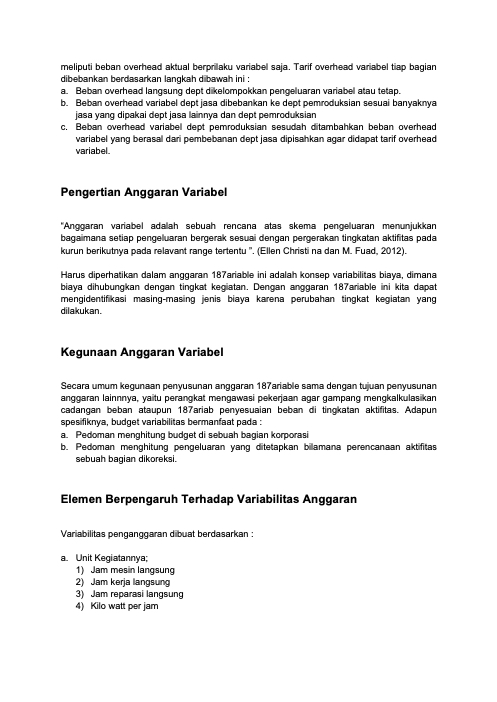 meliputi beban overhead aktual berprilaku variabel saja. Tarif overhead variabel tiap bagian
dibebankan berdasarkan langkah dibawah ini :
a. Beban overhead langsung dept dikelompokkan pengeluaran variabel atau tetap.
b. Beban overhead variabel dept jasa dibebankan ke dept pemroduksian sesuai banyaknya
jasa yang dipakai dept jasa lainnya dan dept pemroduksian
c. Beban overhead variabel dept pemroduksian sesudah ditambahkan beban overhead
variabel yang berasal dari pembebanan dept jasa dipisahkan agar didapat tarif overhead
variabel.
Pengertian Anggaran Variabel
“Anggaran variabel adalah sebuah rencana atas skema pengeluaran menunjukkan
bagaimana setiap pengeluaran bergerak sesuai dengan pergerakan tingkatan aktifitas pada
kurun berikutnya pada relavant range tertentu ”. (Ellen Christi na dan M. Fuad, 2012).
Harus diperhatikan dalam anggaran 187ariable ini adalah konsep variabilitas biaya, dimana
biaya dihubungkan dengan tingkat kegiatan. Dengan anggaran 187ariable ini kita dapat
mengidentifikasi masing-masing jenis biaya karena perubahan tingkat kegiatan yang
dilakukan.
Kegunaan Anggaran Variabel
Secara umum kegunaan penyusunan anggaran 187ariable sama dengan tujuan penyusunan
anggaran lainnnya, yaitu perangkat mengawasi pekerjaan agar gampang mengkalkulasikan
cadangan beban ataupun 187ariab penyesuaian beban di tingkatan aktifitas. Adapun
spesifiknya, budget variabilitas bermanfaat pada :
a. Pedoman menghitung budget di sebuah bagian korporasi
b. Pedoman menghitung pengeluaran yang ditetapkan bilamana perencanaan aktifitas
sebuah bagian dikoreksi.
Elemen Berpengaruh Terhadap Variabilitas Anggaran
Variabilitas penganggaran dibuat berdasarkan :
a. Unit Kegiatannya;
1) Jam mesin langsung
2) Jam kerja langsung
3) Jam reparasi langsung
4) Kilo watt per jam